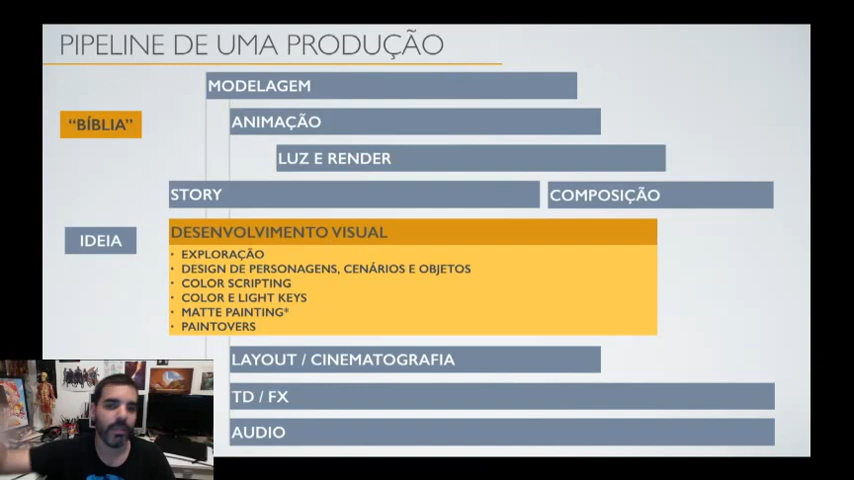 PIPELINE DE UMA PRODUÇÃO
MODELAGEM
"BÍBLIA"
ANIMAÇÃO
LUZ E RENDER
STORY
COMPOSIÇÃO
IDEIA
DESENVOLVIMENTO VISUAL
• EXPLORAÇÃO
• DESIGN DE PERSONAGENS, CENÁRIOS E OBJETOS
• COLOR SCRIPTING
• COLOR E LIGHT KEYS
• MATTE PAINTING*
• PAINTOVERS
LAYOUT / CINEMATOGRAFIA
TD / FX
AUDIO